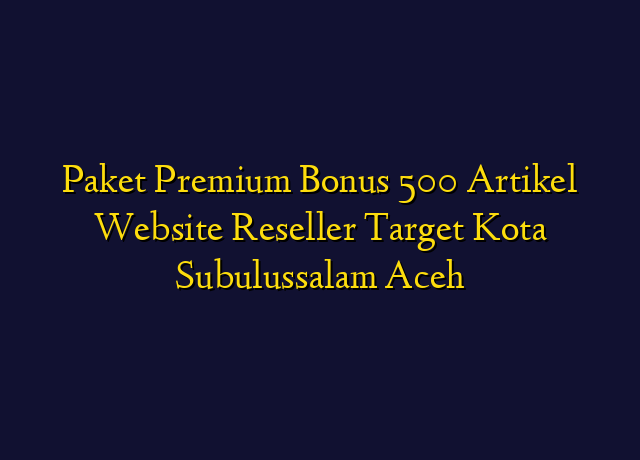 Paket Premium Bonus 500 Artikel
Website Reseller Target Kota
Subulussalam Aceh